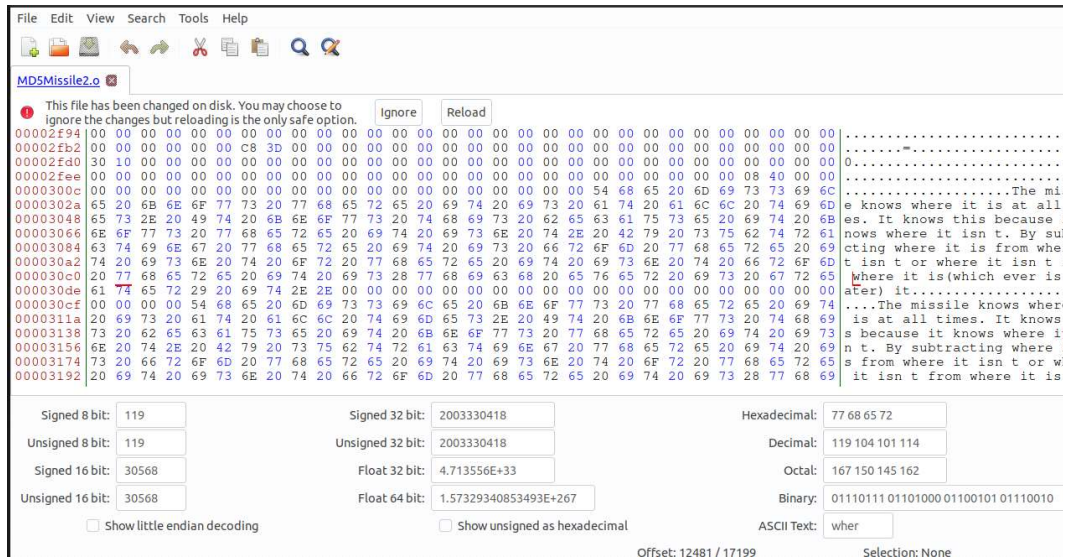 File Edit View Search Tools Help
MD5Missile2.o
This file has been changed on disk. You may choose to
ignore the changes but reloading is the only safe option.
Ignore Reload
00002f94 00 00 00 00 00 00 00 00 00 00 00 00 00 00 00 00 00 00 00 00 00 00 00 00 00 00 00 00 00 00 ...........................
00002fb2 00 00 00 00 00 00 C8 3D 00 00 00 00 00 00 00 00 00 00 00 00 00 00 00 00 00 00 00 00 00 00 .......=...................
00002fd0 30 10 00 00 00 00 00 00 00 00 00 00 00 00 00 00 00 00 00 00 00 00 00 00 00 00 00 00 00 00 0..........................
00002fee 00 00 00 00 00 00 00 00 00 00 00 00 00 00 00 00 00 00 00 00 00 00 00 00 00 00 08 40 00 00 ...........................
0000300c 00 00 00 00 00 00 00 00 00 00 00 00 00 00 00 00 00 00 00 00 54 68 65 20 6D 69 73 73 69 6C ....................The mi
0000302a 65 20 6B 6E 6F 77 73 20 77 68 65 72 65 20 69 74 20 69 73 20 61 74 20 61 6C 6C 20 74 69 6D e knows where it is at all
00003048 65 73 2E 20 49 74 20 6B 6E 6F 77 73 20 74 68 69 73 20 62 65 63 61 75 73 65 20 69 74 20 6B es. It knows this because
00003066 6E 6F 77 73 20 77 68 65 72 65 20 69 74 20 69 73 6E 20 74 2E 20 42 79 20 73 75 62 74 72 61 nows where it isn t. By su
00003084 63 74 69 6E 67 20 77 68 65 72 65 20 69 74 20 69 73 20 66 72 6F 6D 20 77 68 65 72 65 20 69 cting where it is from whe
000030a2 74 20 69 73 6E 20 74 20 6F 72 20 77 68 65 72 65 20 69 74 20 69 73 6E 20 74 20 66 72 6F 6D t isn t or where it isn t
000030c0 20 77 68 65 72 65 20 69 74 20 69 73 28 77 68 69 63 68 20 65 76 65 72 20 69 73 20 67 72 65 where it is(which ever is
000030de 61 74 65 72 29 20 69 74 2E 2E 00 00 00 00 00 00 00 00 00 00 00 00 00 00 00 00 00 00 00 00 ater) it...................
000030cf 00 00 00 00 54 68 65 20 6D 69 73 73 69 6C 65 20 6B 6E 6F 77 73 20 77 68 65 72 65 20 69 74 ....The missile knows wher
0000311a 20 69 73 20 61 74 20 61 6C 6C 20 74 69 6D 65 73 2E 20 49 74 20 6B 6E 6F 77 73 20 74 68 69 is at all times. It knows
00003138 73 20 62 65 63 61 75 73 65 20 69 74 20 6B 6E 6F 77 73 20 77 68 65 72 65 20 69 74 20 69 73 s because it knows where i
00003156 6E 20 74 2E 20 42 79 20 73 75 62 74 72 61 63 74 69 6E 67 20 77 68 65 72 65 20 69 74 20 69 n t. By subtracting where
00003174 73 20 66 72 6F 6D 20 77 68 65 72 65 20 69 74 20 69 73 6E 20 74 20 6F 72 20 77 68 65 72 65 s from where it isn t or w
00003192 20 69 74 20 69 73 6E 20 74 20 66 72 6F 6D 20 77 68 65 72 65 20 69 74 20 69 73 28 77 68 69 it isn t from where it is
Signed 8 bit: 119 Signed 32 bit: 2003330418 Hexadecimal: 77 68 65 72
Unsigned 8 bit: 119 Unsigned 32 bit: 2003330418 Decimal: 119 104 101 114
Signed 16 bit: 30568 Float 32 bit: 4.713556E+33 Octal: 167 150 145 162
Unsigned 16 bit: 30568 Float 64 bit: 1.57329340853493E+267 Binary: 01110111 01101000 01100101 01110010
Show little endian decoding Show unsigned as hexadecimal ASCII Text: wher
Offset: 12481 / 17199 Selection: None